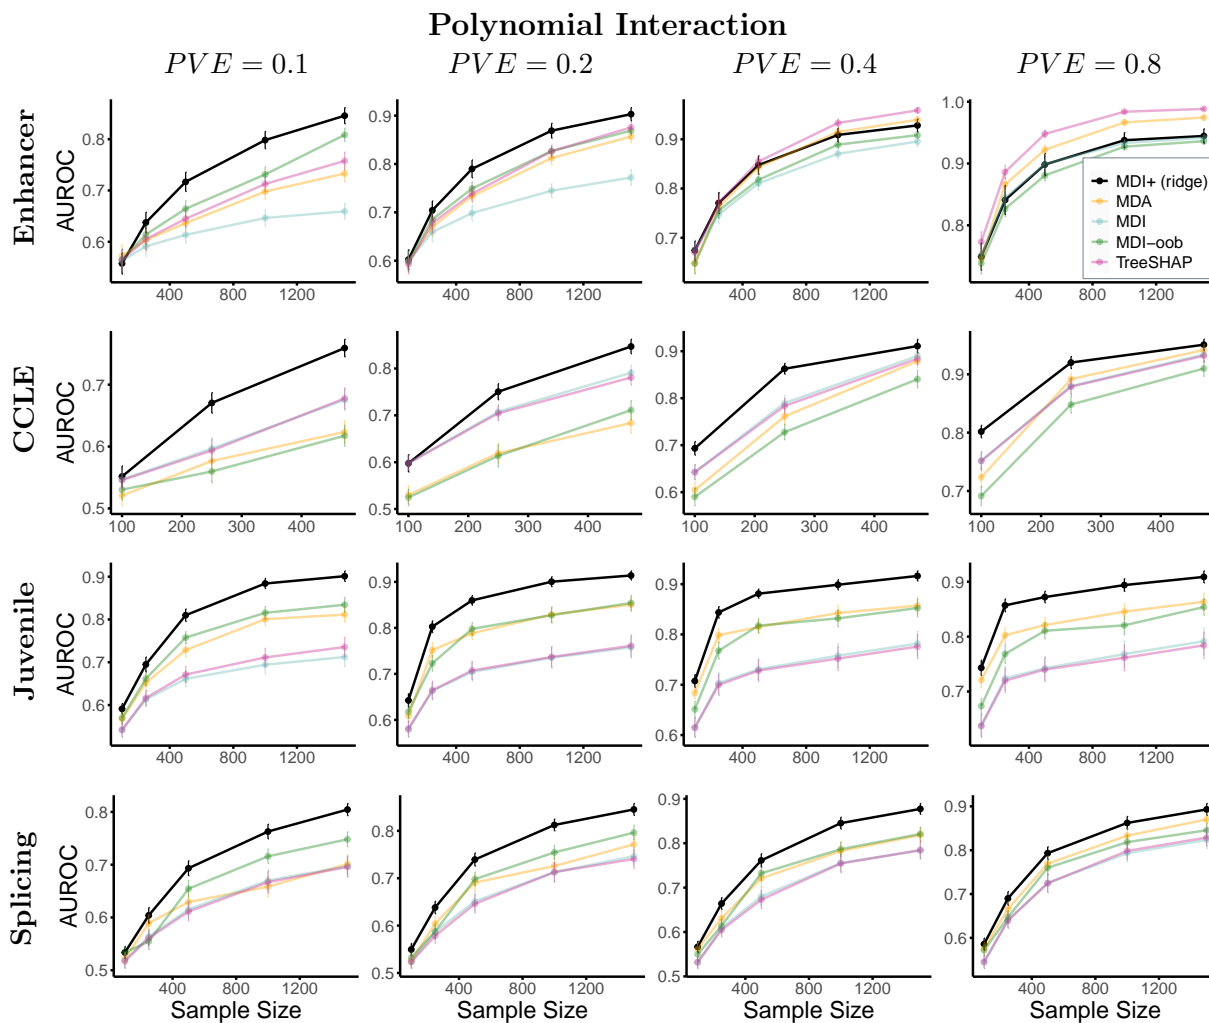 Polynomial Interaction
PVE = 0.1 PVE = 0.2 PVE = 0.4 PVE = 0.8
Enhancer
AUROC
0.8
0.7
0.6
400 800 1200
0.9
0.8
0.7
0.6
400 800 1200
0.9
0.8
0.7
400 800 1200
1.0
0.9
0.8
400 800 1200
MDI+ (ridge)
MDA
MDI
MDI−oob
TreeSHAP
CCLE
AUROC
0.7
0.6
0.5
100 200 300 400
0.8
0.7
0.6
0.5
100 200 300 400
0.9
0.8
0.7
0.6
100 200 300 400
0.9
0.8
0.7
100 200 300 400
Juvenile
AUROC
0.9
0.8
0.7
0.6
400 800 1200
0.9
0.8
0.7
0.6
400 800 1200
0.9
0.8
0.7
0.6
400 800 1200
0.9
0.8
0.7
400 800 1200
Splicing
AUROC
0.8
0.7
0.6
0.5
400 800 1200
0.8
0.7
0.6
0.5
400 800 1200
0.9
0.8
0.7
0.6
0.5
400 800 1200
0.9
0.8
0.7
0.6
400 800 1200
Sample Size Sample Size Sample Size Sample Size